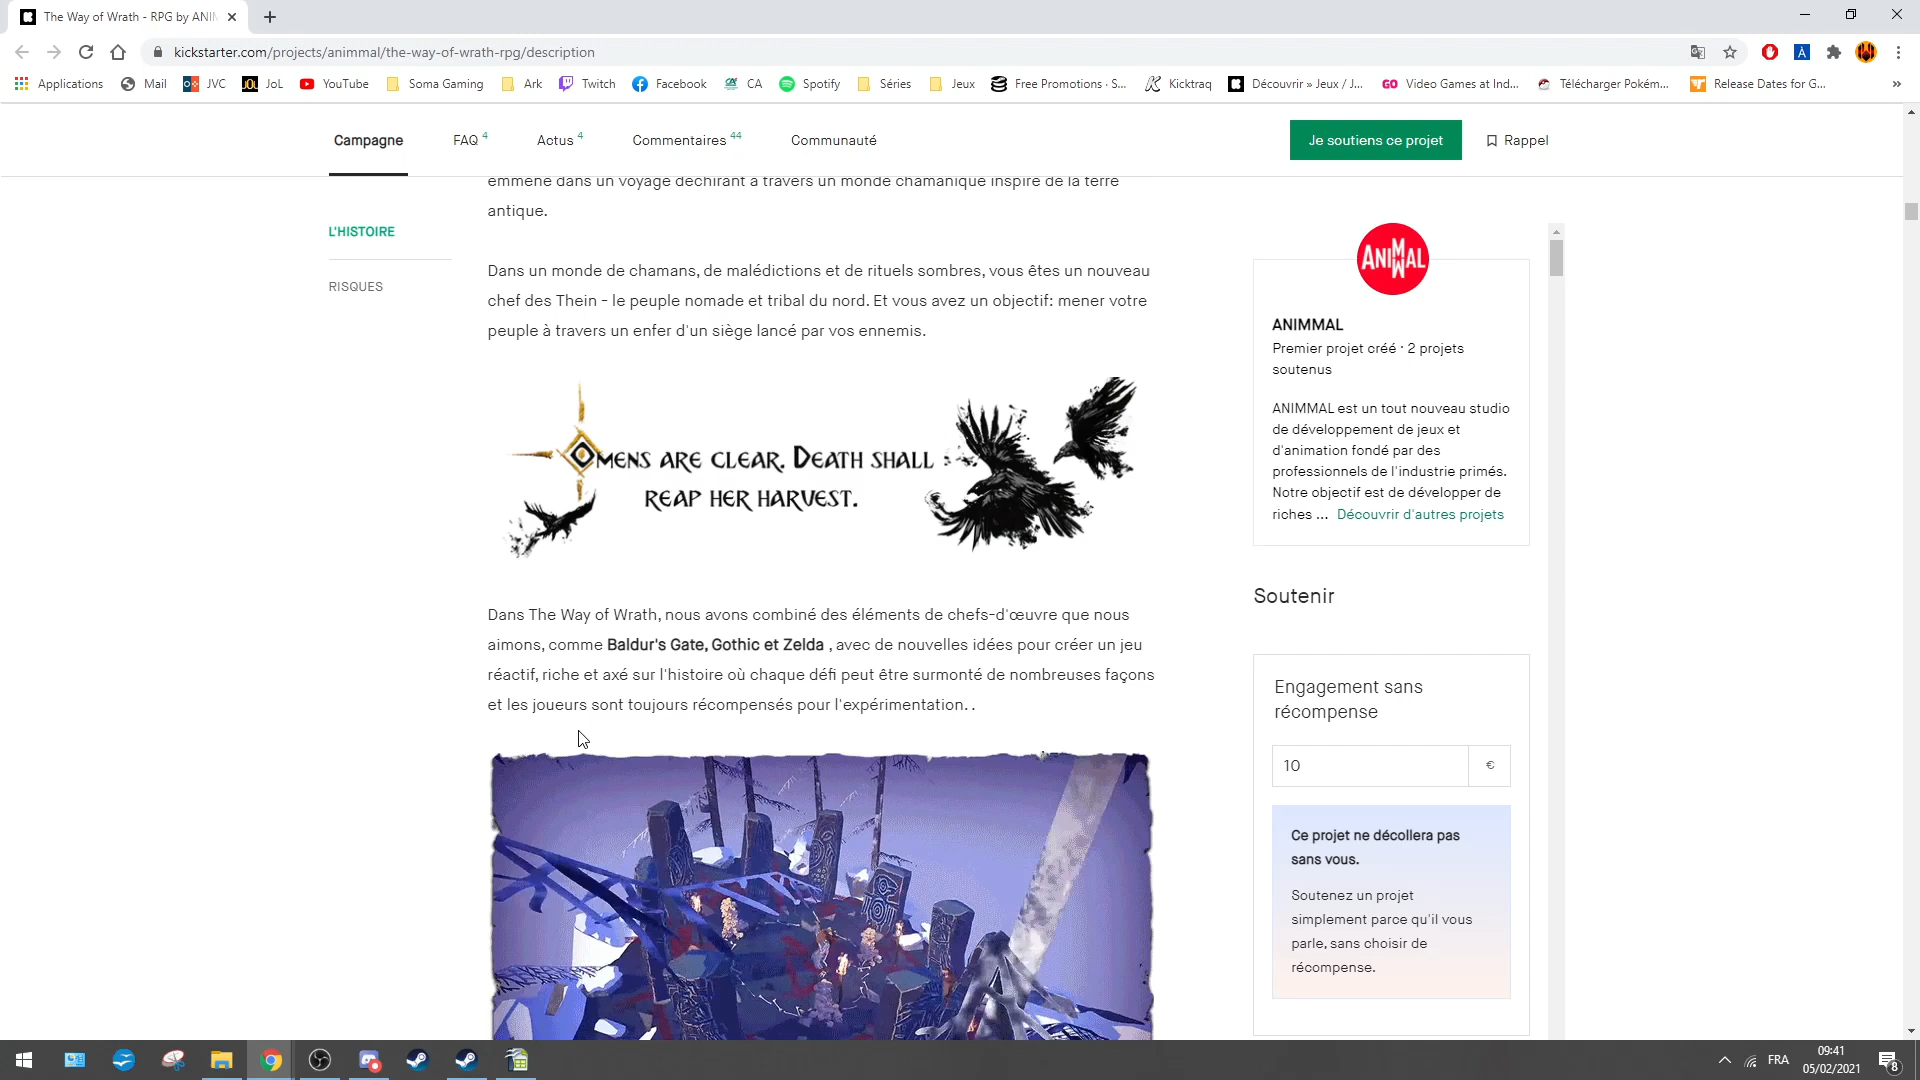 The Way of Wrath - RPG by ANIM
kickstarter.com/projects/animmal/the-way-of-wrath-rpg/description
Applications Mail JVC JoL YouTube Soma Gaming Ark Twitch Facebook CA Spotify Séries Jeux Free Promotions · S... Kicktraq Découvrir » Jeux / J... Video Games at Ind... Télécharger Pokém... Release Dates for G... »
Campagne FAQ 4 Actus 4 Commentaires 44 Communauté Je soutiens ce projet Rappel
emmène dans un voyage déchirant à travers un monde chamanique inspiré de la terre
antique.
L'HISTOIRE
RISQUES
Dans un monde de chamans, de malédictions et de rituels sombres, vous êtes un nouveau
chef des Thein - le peuple nomade et tribal du nord. Et vous avez un objectif: mener votre
peuple à travers un enfer d'un siège lancé par vos ennemis.
OMENS ARE CLEAR. DEATH SHALL
REAP HER HARVEST.
Dans The Way of Wrath, nous avons combiné des éléments de chefs-d'œuvre que nous
aimons, comme Baldur's Gate, Gothic et Zelda , avec de nouvelles idées pour créer un jeu
réactif, riche et axé sur l'histoire où chaque défi peut être surmonté de nombreuses façons
et les joueurs sont toujours récompensés pour l'expérimentation. .
ANIMMAL
ANIMMAL
Premier projet créé · 2 projets
soutenus
ANIMMAL est un tout nouveau studio
de développement de jeux et
d'animation fondé par des
professionnels de l'industrie primés.
Notre objectif est de développer de
riches ... Découvrir d'autres projets
Soutenir
Engagement sans
récompense
10 €
Ce projet ne décollera pas
sans vous.
Soutenez un projet
simplement parce qu'il vous
parle, sans choisir de
récompense.
FRA
09:41
05/02/2021
8